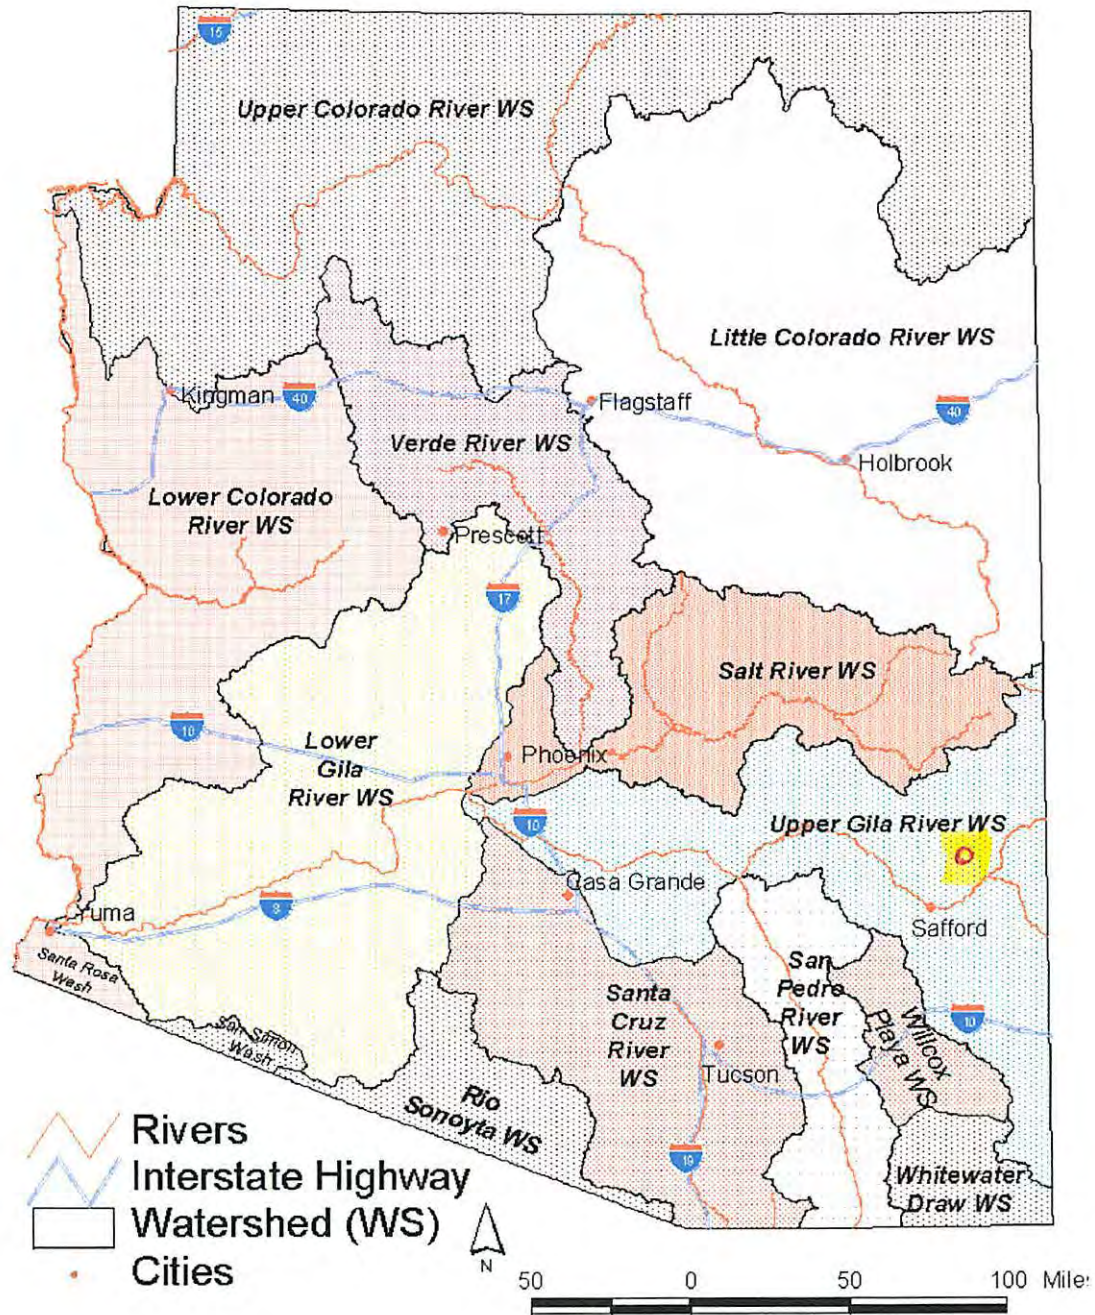 15
Upper Colorado River WS
Little Colorado River WS
Kingman
40
Flagstaff
40
Verde River WS
Holbrook
Lower Colorado
River WS
Prescott
17
Salt River WS
10
Lower
Gila
River WS
Phoenix
10
Upper Gila River WS
Casa Grande
8
Yuma
Safford
Santa Rosa
Wash
San Simon
Wash
Santa
Cruz
River
WS
San
Pedro
River
WS
Willcox
Playa WS
10
Tucson
Rio
Sonoyta WS
19
Whitewater
Draw WS
Rivers
Interstate Highway
Watershed (WS)
Cities
N
50 0 50 100 Miles